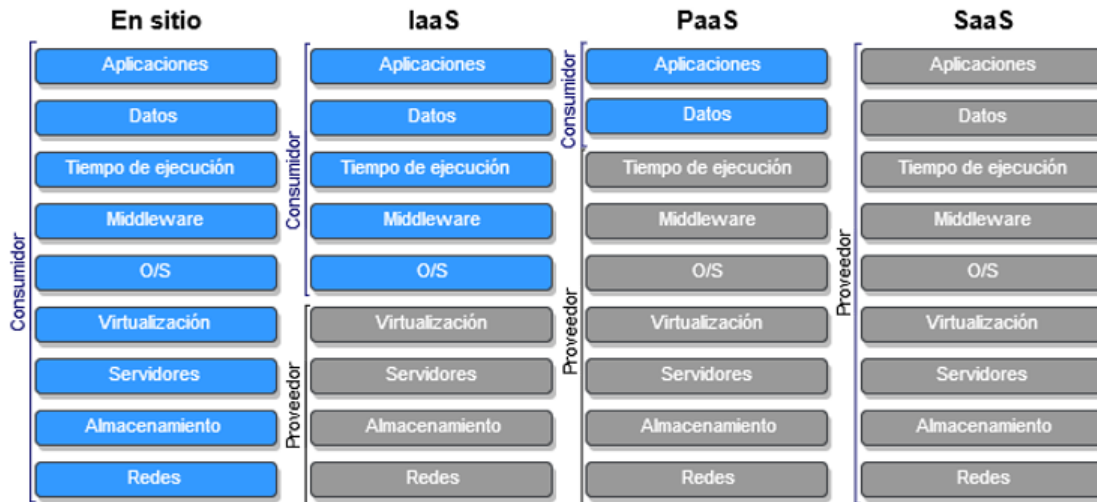 En sitio
IaaS
PaaS
SaaS
Consumidor
Aplicaciones
Datos
Tiempo de ejecución
Middleware
O/S
Virtualización
Servidores
Almacenamiento
Redes
Consumidor
Proveedor
Aplicaciones
Datos
Tiempo de ejecución
Middleware
O/S
Virtualización
Servidores
Almacenamiento
Redes
Consumidor
Proveedor
Aplicaciones
Datos
Tiempo de ejecución
Middleware
O/S
Virtualización
Servidores
Almacenamiento
Redes
Proveedor
Aplicaciones
Datos
Tiempo de ejecución
Middleware
O/S
Virtualización
Servidores
Almacenamiento
Redes